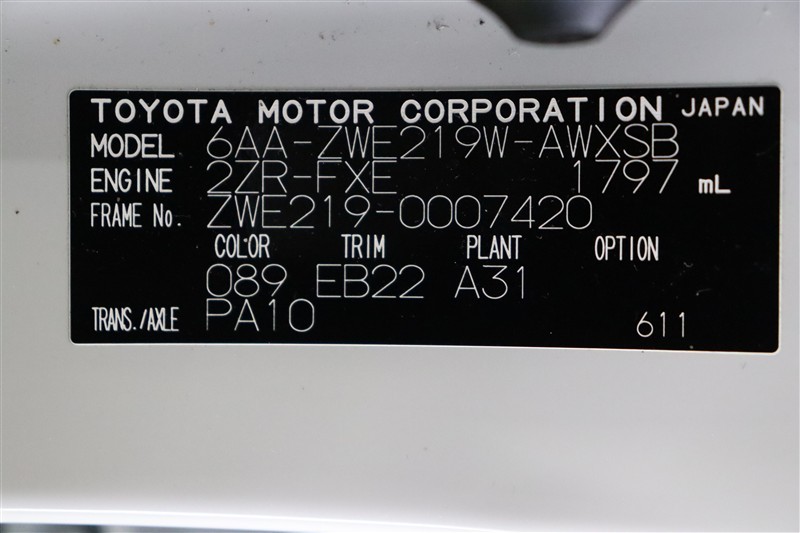 TOYOTA MOTOR CORPORATION JAPAN
MODEL 6AA-ZWE219W-AWXSB
ENGINE 2ZR-FXE 1797 mL
FRAME No. ZWE219-0007420
COLOR TRIM PLANT OPTION
089 EB22 A31
TRANS./AXLE PA10 611